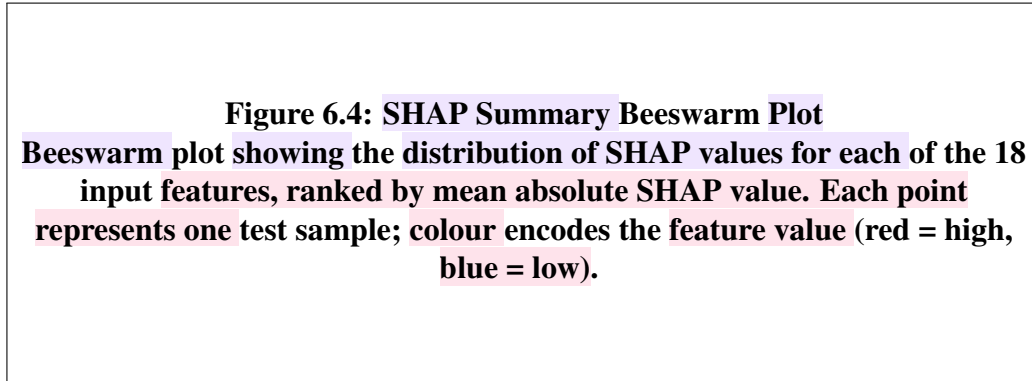 Figure 6.4: SHAP Summary Beeswarm Plot
Beeswarm plot showing the distribution of SHAP values for each of the 18
input features, ranked by mean absolute SHAP value. Each point
represents one test sample; colour encodes the feature value (red = high,
blue = low).